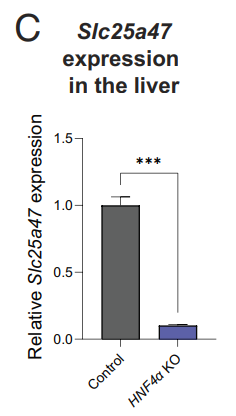 C
Slc25a47
expression
in the liver
Relative Slc25a47 expression
1.5
***
1.0
0.5
0.0
Control
HNF4α KO